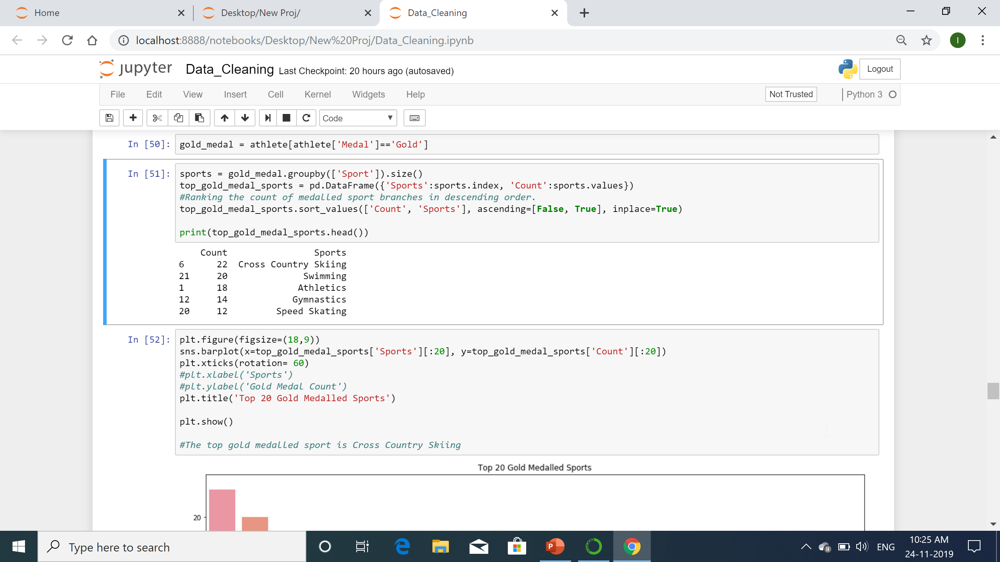 Home
Desktop/New Proj/
Data_Cleaning
localhost:8888/notebooks/Desktop/New%20Proj/Data_Cleaning.ipynb
I
jupyter Data_Cleaning Last Checkpoint: 20 hours ago (autosaved)
Logout
File Edit View Insert Cell Kernel Widgets Help
Not Trusted
Python 3
Code
In [50]: gold_medal = athlete[athlete['Medal']=='Gold']
In [51]: sports = gold_medal.groupby(['Sport']).size()
top_gold_medal_sports = pd.DataFrame({'Sports':sports.index, 'Count':sports.values})
#Ranking the count of medalled sport branches in descending order.
top_gold_medal_sports.sort_values(['Count', 'Sports'], ascending=[False, True], inplace=True)
print(top_gold_medal_sports.head())
Count Sports
6 22 Cross Country Skiing
21 20 Swimming
1 18 Athletics
12 14 Gymnastics
20 12 Speed Skating
In [52]: plt.figure(figsize=(18,9))
sns.barplot(x=top_gold_medal_sports['Sports'][:20], y=top_gold_medal_sports['Count'][:20])
plt.xticks(rotation= 60)
#plt.xlabel('Sports')
#plt.ylabel('Gold Medal Count')
plt.title('Top 20 Gold Medalled Sports')
plt.show()
#The top gold medalled sport is Cross Country Skiing
Top 20 Gold Medalled Sports
20
Type here to search
P
ENG
10:25 AM
24-11-2019